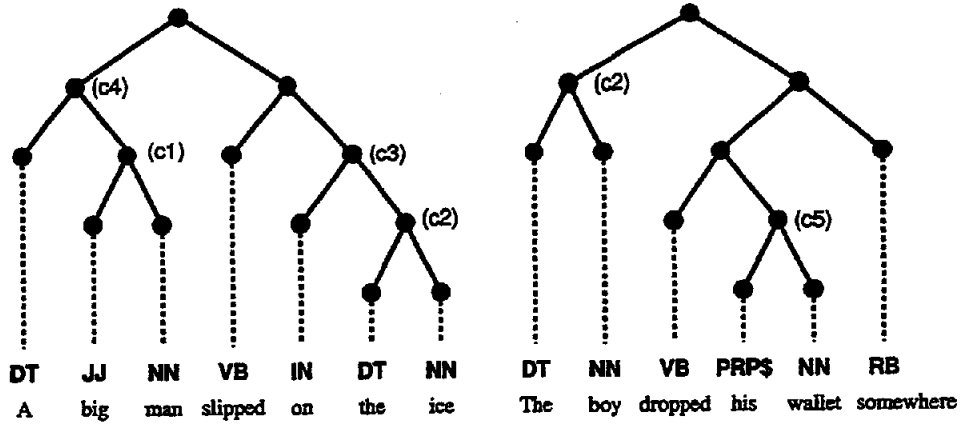 (c4) (c2)
(c1) (c3)
(c2) (c5)
DT JJ NN VB IN DT NN DT NN VB PRP$ NN RB
A big man slipped on the ice The boy dropped his wallet somewhere